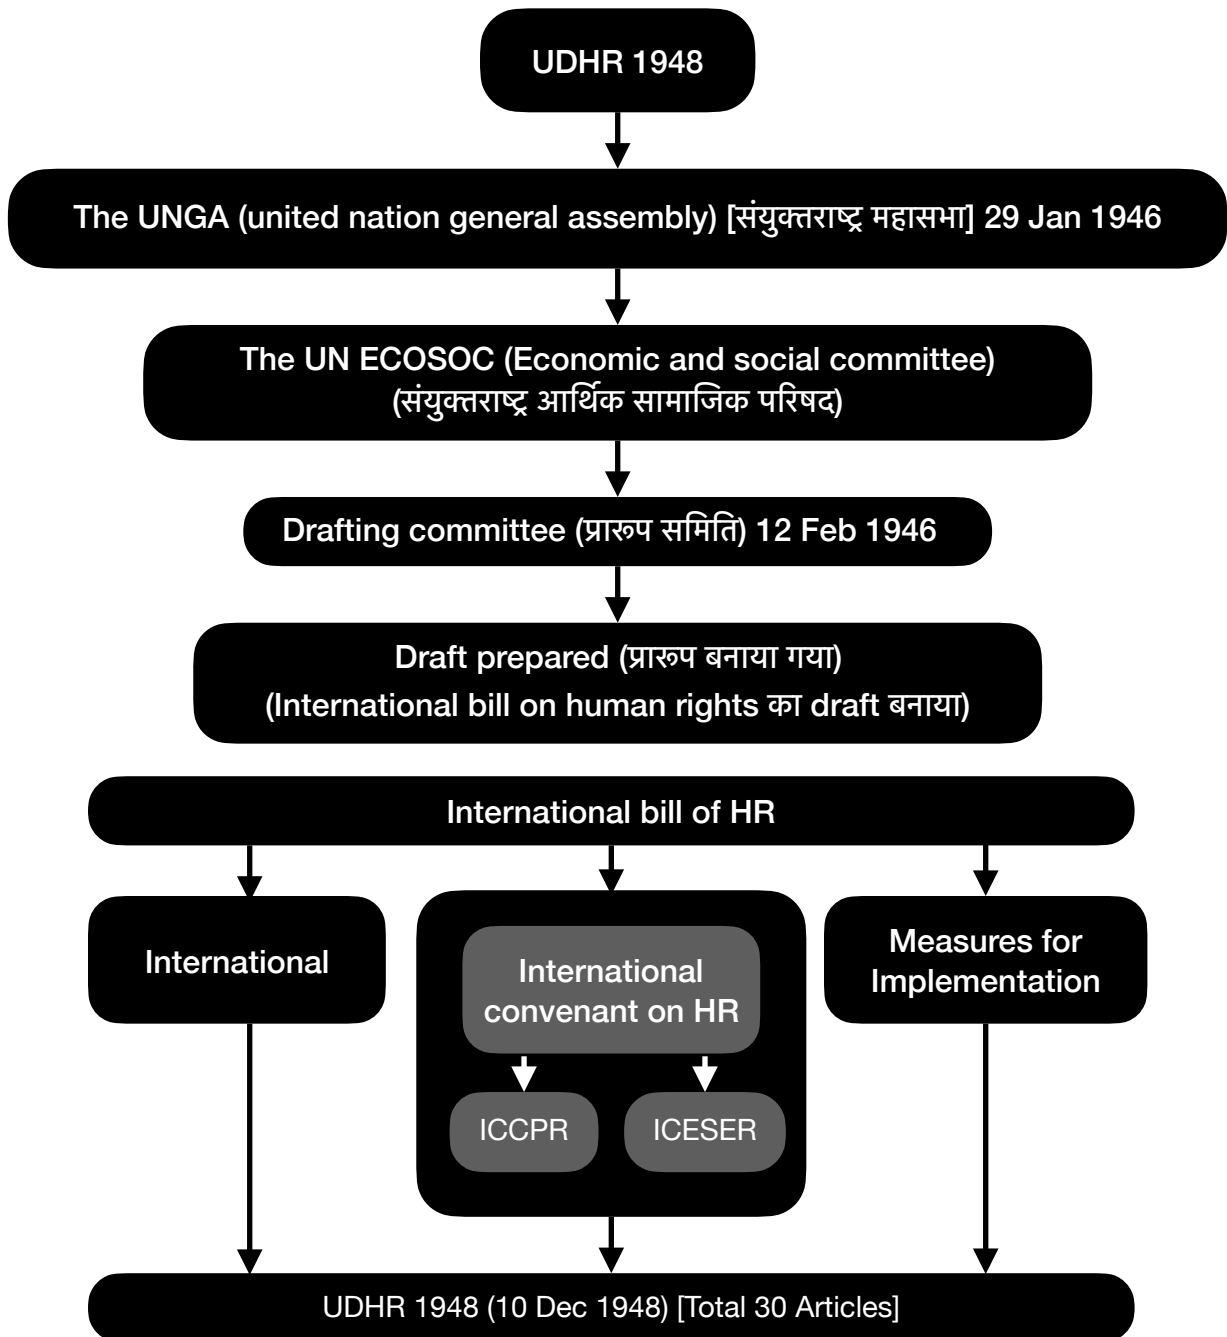 UDHR 1948
The UNGA (united nation general assembly) [संयुक्तराष्ट्र महासभा] 29 Jan 1946
The UN ECOSOC (Economic and social committee)
(संयुक्तराष्ट्र आर्थिक सामाजिक परिषद)
Drafting committee (प्रारूप समिति) 12 Feb 1946
Draft prepared (प्रारूप बनाया गया)
(International bill on human rights का draft बनाया)
International bill of HR
International
International
convenant on HR
ICCPR
ICESER
Measures for
Implementation
UDHR 1948 (10 Dec 1948) [Total 30 Articles]